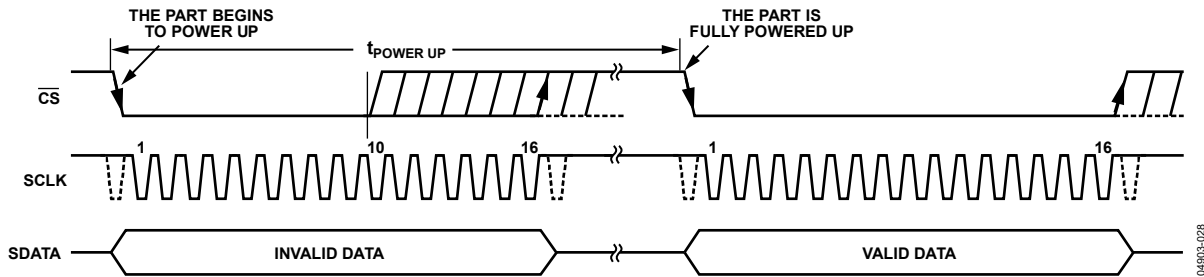 THE PART BEGINS
TO POWER UP
THE PART IS
FULLY POWERED UP
tPOWER UP
CS
1
10
16
1
16
SCLK
SDATA
INVALID DATA
VALID DATA
04903-028